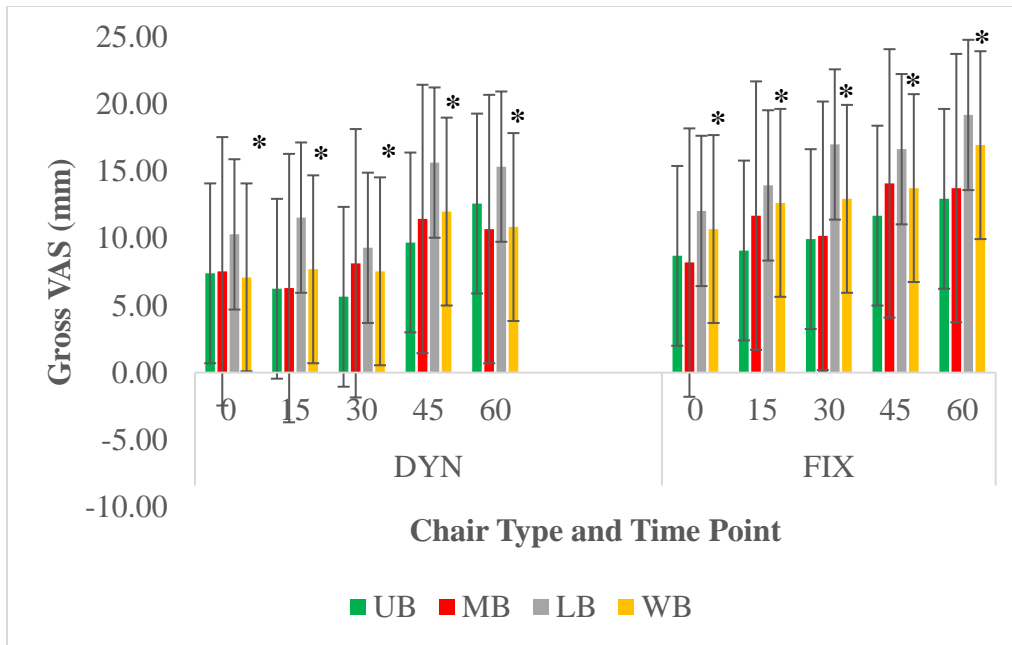 25.00
20.00
15.00
10.00
5.00
0.00
-5.00
-10.00
Gross VAS (mm)
* * * * * * * * * *
0 15 30 45 60 0 15 30 45 60
DYN FIX
Chair Type and Time Point
UB MB LB WB